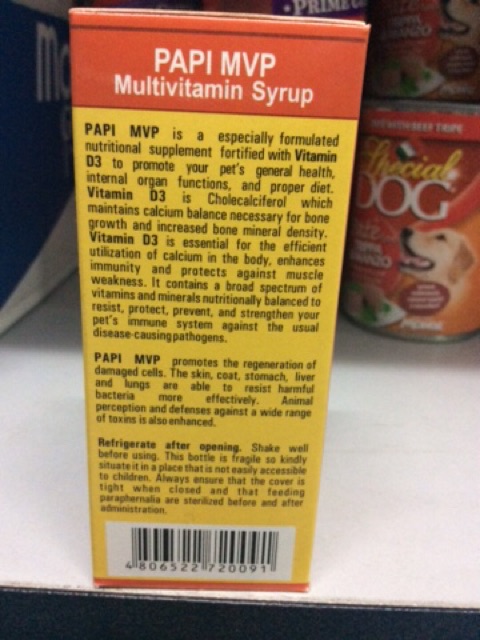 PRIME
PAPI MVP
Multivitamin Syrup
PAPI MVP is a especially formulated
nutritional supplement fortified with Vitamin
D3 to promote your pet's general health,
internal organ functions, and proper diet.
Vitamin D3 is Cholecalciferol which
maintains calcium balance necessary for bone
growth and increased bone mineral density.
Vitamin D3 is essential for the efficient
utilization of calcium in the body, enhances
immunity and protects against muscle
weakness. It contains a broad spectrum of
vitamins and minerals nutritionally balanced to
resist, protect, prevent, and strengthen your
pet's immune system against the usual
disease-causing pathogens.
PAPI MVP promotes the regeneration of
damaged cells. The skin, coat, stomach, liver
and lungs are able to resist harmful
bacteria more effectively. Animal
perception and defenses against a wide range
of toxins is also enhanced.
Refrigerate after opening. Shake well
before using. This bottle is fragile so kindly
situate it in a place that is not easily accessible
to children. Always ensure that the cover is
tight when closed and that feeding
paraphernalia are sterilized before and after
administration.
4 806522 720091
Special
DOG